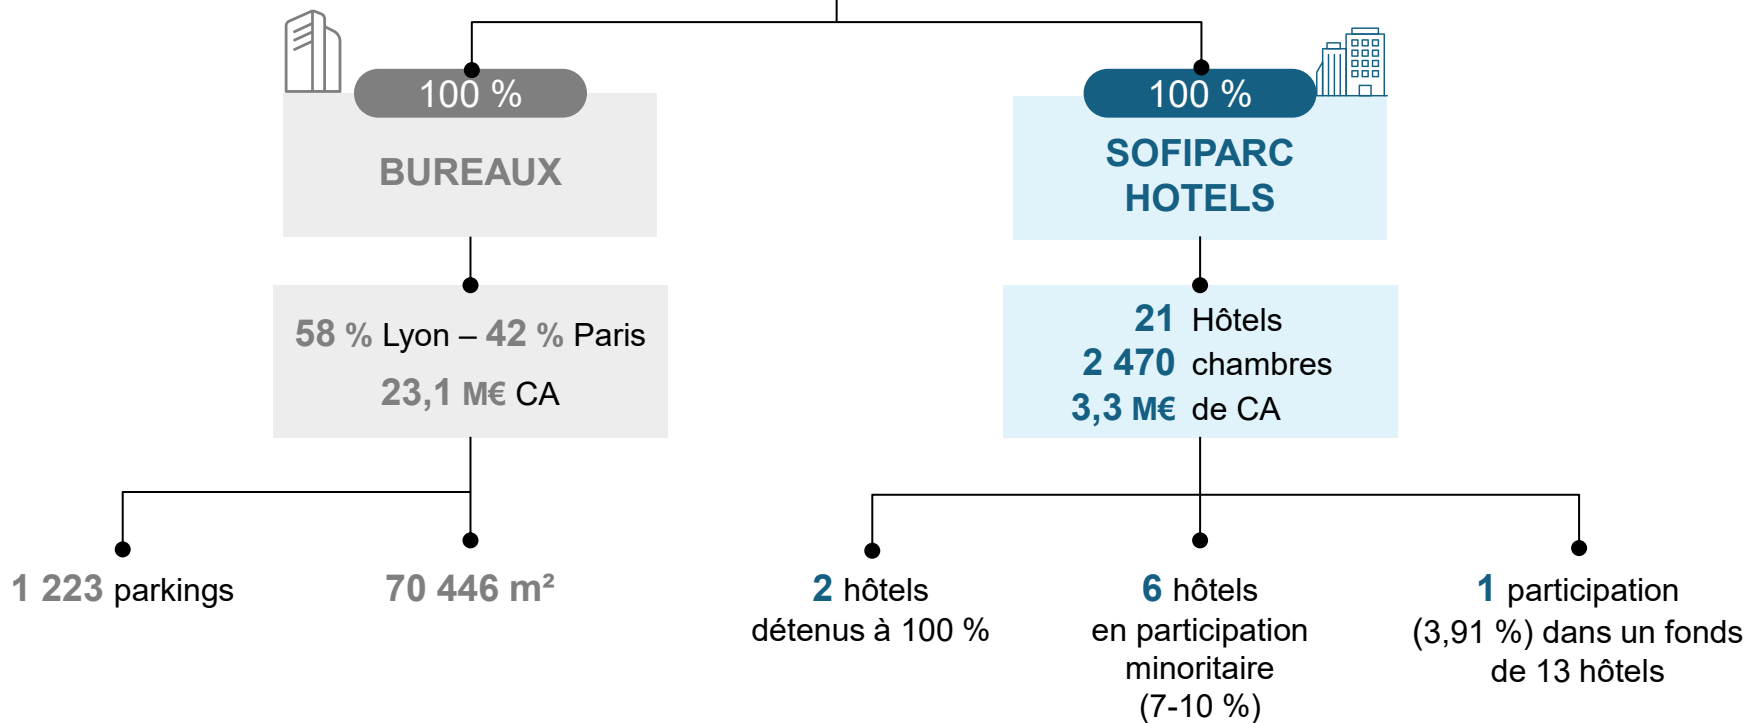 100 %
BUREAUX
58 % Lyon – 42 % Paris
23,1 M€ CA
1 223 parkings
70 446 m²
100 %
SOFIPARC
HOTELS
21 Hôtels
2 470 chambres
3,3 M€ de CA
2 hôtels
détenus à 100 %
6 hôtels
en participation
minoritaire
(7-10 %)
1 participation
(3,91 %) dans un fonds
de 13 hôtels